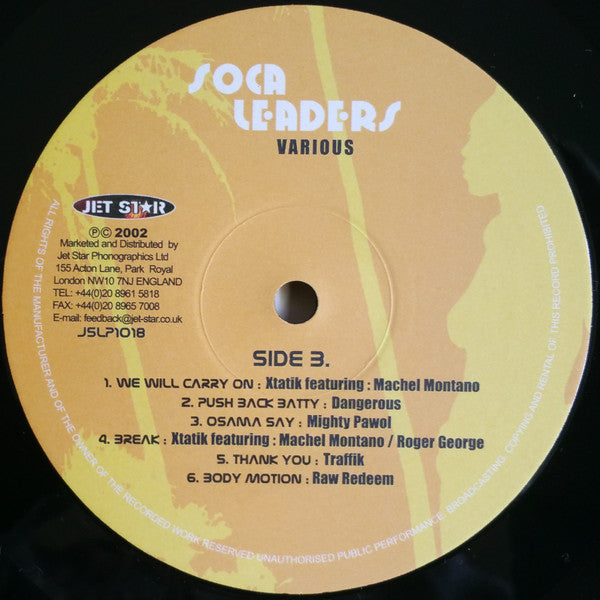 SOCA
LEADERS
VARIOUS
JET STAR
℗© 2002
Marketed and Distributed by
Jet Star Phonographics Ltd
155 Acton Lane, Park Royal
London NW10 7NJ ENGLAND
TEL: +44(0)20 8961 5818
FAX: +44(0)20 8965 7008
E-mail: feedback@jet-star.co.uk
JSLP1018
SIDE 3.
1. WE WILL CARRY ON : Xtatik featuring : Machel Montano
2. PUSH BACK BATTY : Dangerous
3. OSAMA SAY : Mighty Pawol
4. BREAK : Xtatik featuring : Machel Montano / Roger George
5. THANK YOU : Traffik
6. BODY MOTION : Raw Redeem
ALL RIGHTS OF THE MANUFACTURER AND OF THE OWNER OF THE RECORDED WORK RESERVED UNAUTHORISED PUBLIC PERFORMANCE, BROADCASTING, COPYING AND RENTAL OF THIS RECORD PROHIBITED